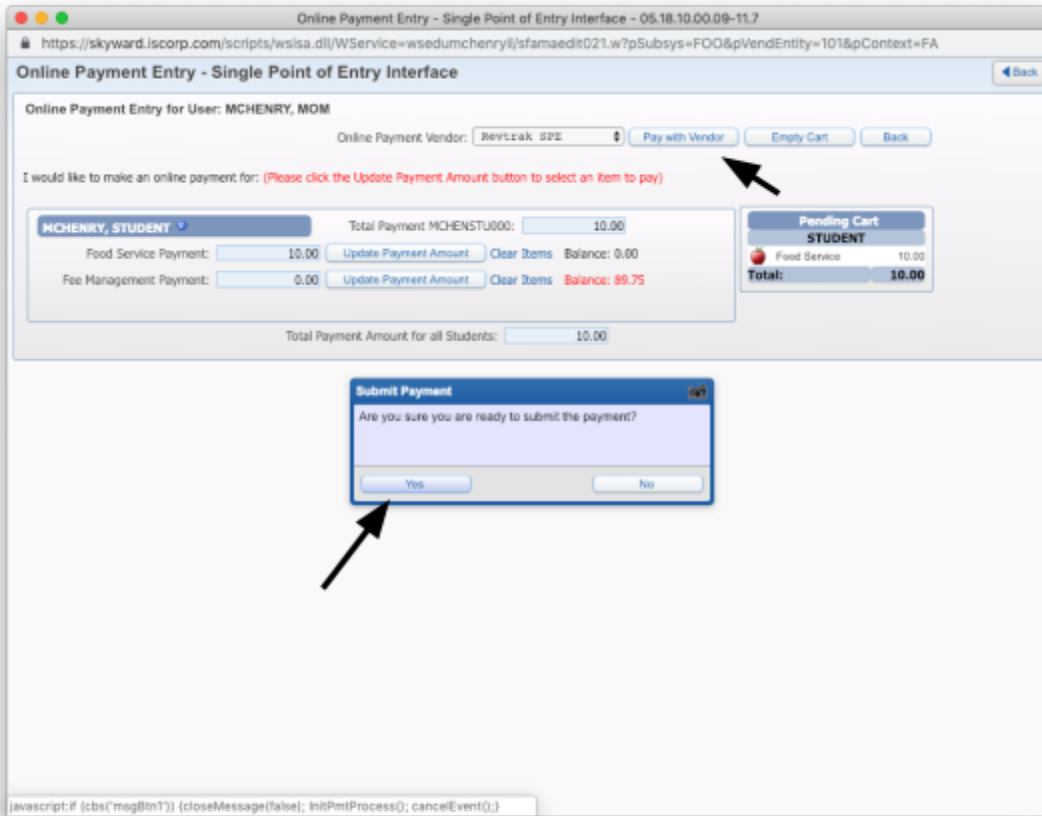 Online Payment Entry - Single Point of Entry Interface - 05.18.10.00.09-11.7
https://skyward.iscorp.com/scripts/wsisa.dll/WService=wsedumchenryil/sfamaedit021.w?pSubsys=FOO&pVendEntity=101&pContext=FA
Online Payment Entry - Single Point of Entry Interface
Back
Online Payment Entry for User: MCHENRY, MOM
Online Payment Vendor: Revtrak SPE Pay with Vendor Empty Cart Back
I would like to make an online payment for: (Please click the Update Payment Amount button to select an item to pay)
MCHENRY, STUDENT ? Total Payment MCHENSTU000: 10.00
Food Service Payment: 10.00 Update Payment Amount Clear Items Balance: 0.00
Fee Management Payment: 0.00 Update Payment Amount Clear Items Balance: 89.75
Pending Cart
STUDENT
Food Service 10.00
Total: 10.00
Total Payment Amount for all Students: 10.00
Submit Payment
Are you sure you are ready to submit the payment?
Yes No
javascript:if (cbs('msgBtn1')) {closeMessage(false); InitPmtProcess(); cancelEvent();}